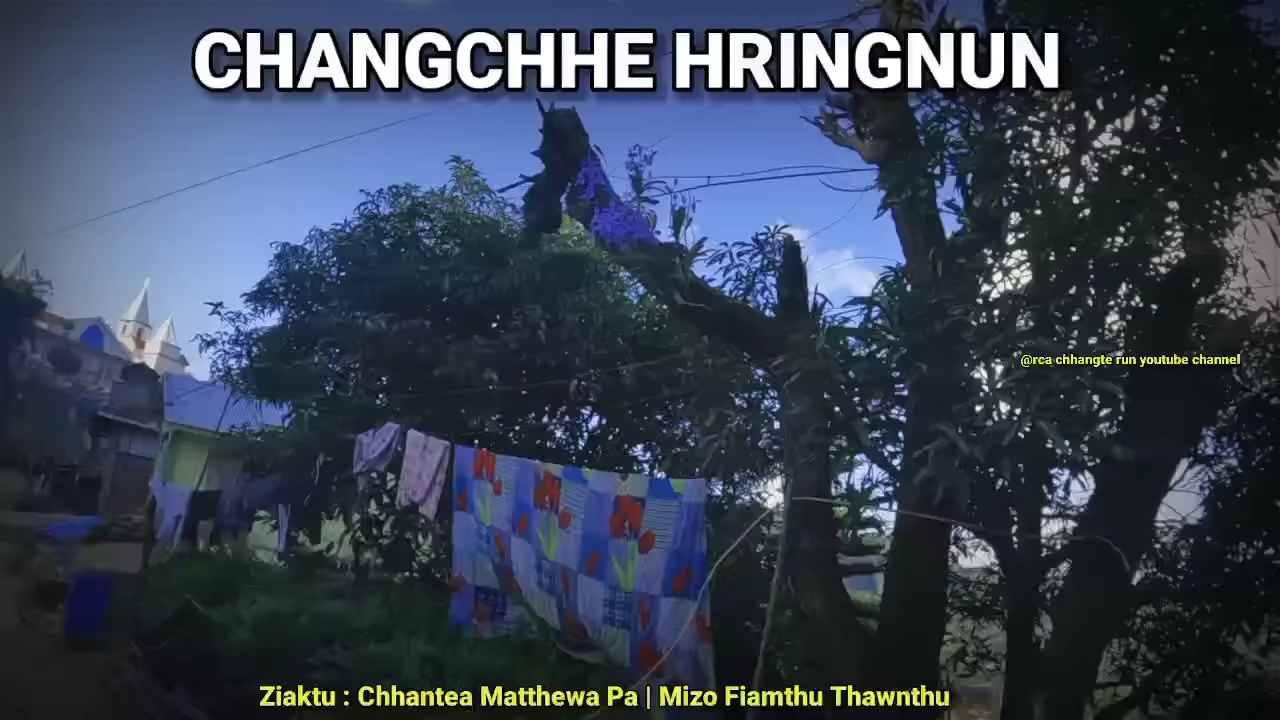 CHANGCHHE HRINGNUN
@rca chhangte run youtube channel
Ziaktu : Chhantea Matthewa Pa | Mizo Fiamthu Thawnthu